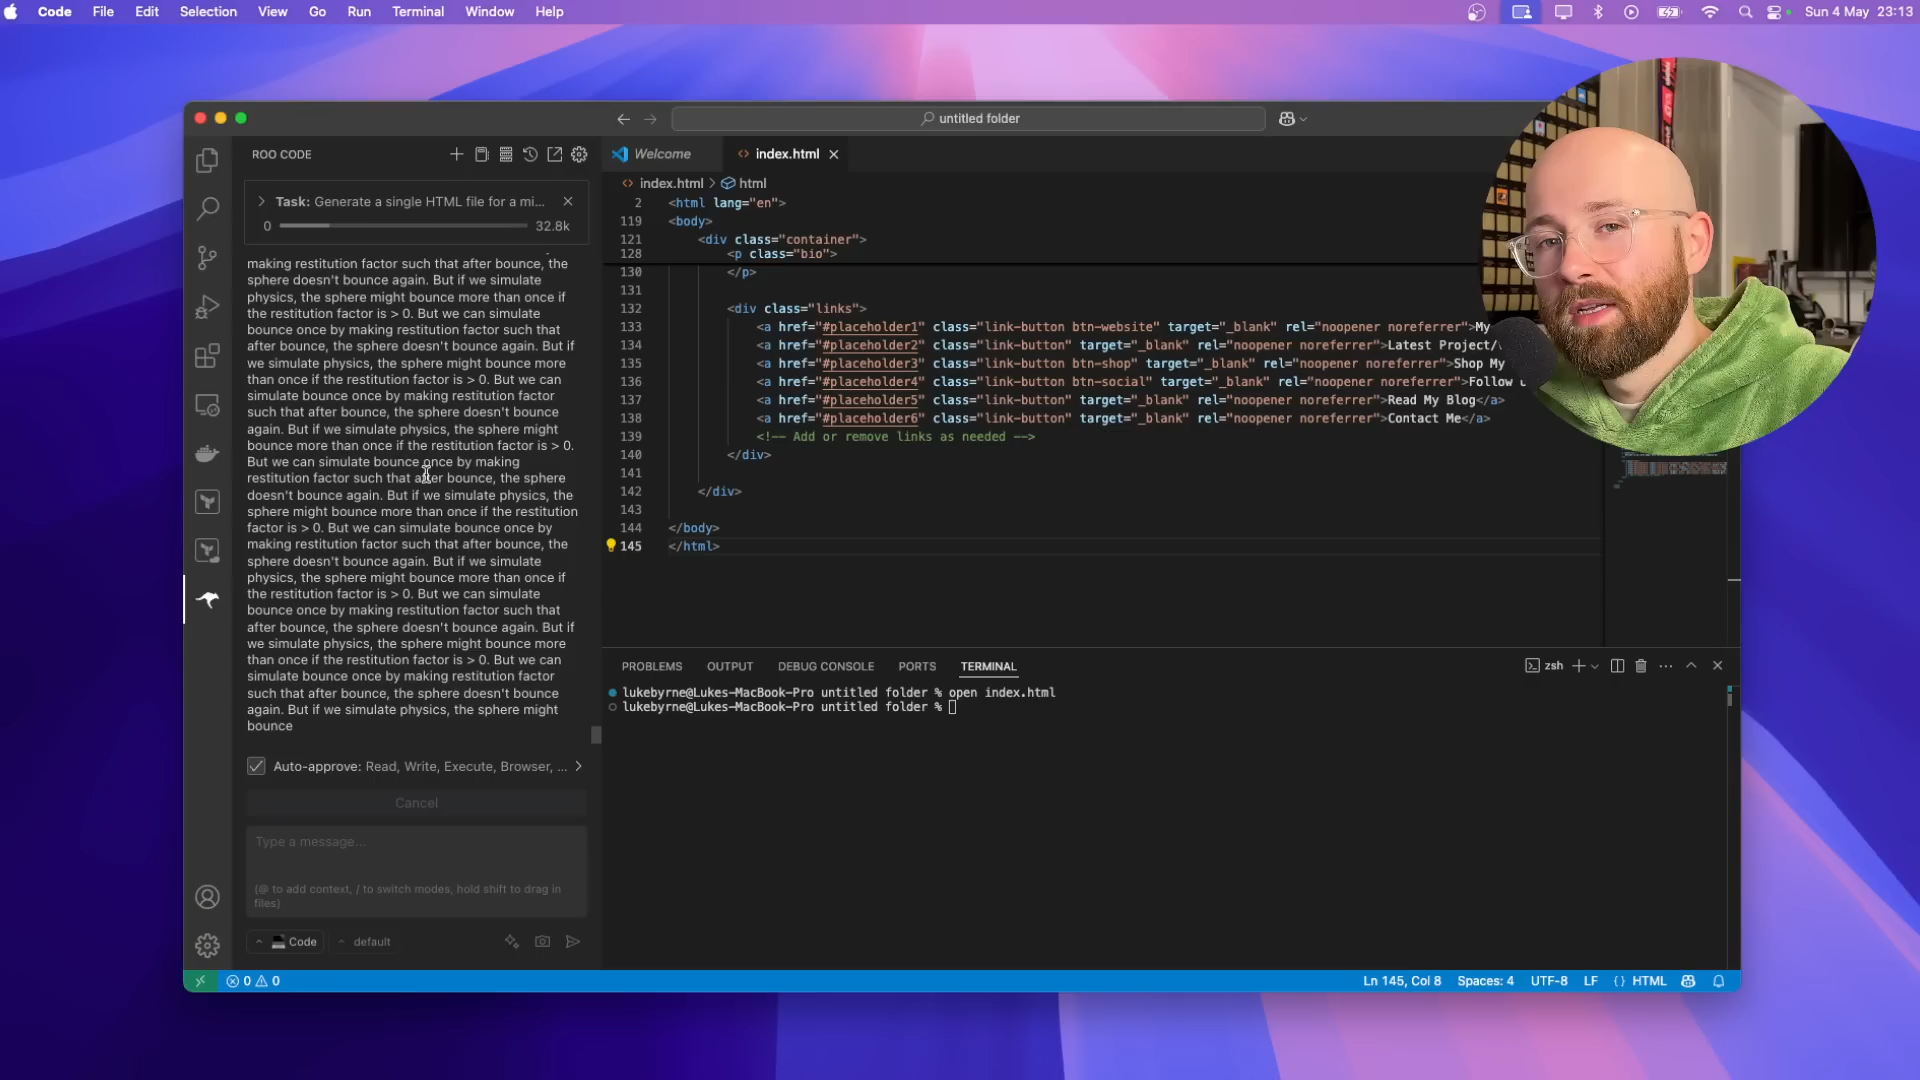 Code File Edit Selection View Go Run Terminal Window Help
Sun 4 May 23:13
untitled folder
ROO CODE
Task: Generate a single HTML file for a mi...
0 32.8k
making restitution factor such that after bounce, the
sphere doesn't bounce again. But if we simulate
physics, the sphere might bounce more than once if
the restitution factor is > 0. But we can simulate
bounce once by making restitution factor such that
after bounce, the sphere doesn't bounce again. But if
we simulate physics, the sphere might bounce more
than once if the restitution factor is > 0. But we can
simulate bounce once by making restitution factor
such that after bounce, the sphere doesn't bounce
again. But if we simulate physics, the sphere might
bounce more than once if the restitution factor is > 0.
But we can simulate bounce once by making
restitution factor such that after bounce, the sphere
doesn't bounce again. But if we simulate physics, the
sphere might bounce more than once if the restitution
factor is > 0. But we can simulate bounce once by
making restitution factor such that after bounce, the
sphere doesn't bounce again. But if we simulate
physics, the sphere might bounce more than once if
the restitution factor is > 0. But we can simulate
bounce once by making restitution factor such that
after bounce, the sphere doesn't bounce again. But if
we simulate physics, the sphere might bounce more
than once if the restitution factor is > 0. But we can
simulate bounce once by making restitution factor
such that after bounce, the sphere doesn't bounce
again. But if we simulate physics, the sphere might
bounce
Auto-approve: Read, Write, Execute, Browser, ...
Cancel
Type a message...
(@ to add context, / to switch modes, hold shift to drag in
files)
Code default
Welcome index.html
index.html > html
2 <html lang="en">
119 <body>
121 <div class="container">
128 <p class="bio">
130 </p>
131
132 <div class="links">
133 <a href="#placeholder1" class="link-button btn-website" target="_blank" rel="noopener noreferrer">My
134 <a href="#placeholder2" class="link-button" target="_blank" rel="noopener noreferrer">Latest Project/
135 <a href="#placeholder3" class="link-button btn-shop" target="_blank" rel="noopener noreferrer">Shop My
136 <a href="#placeholder4" class="link-button btn-social" target="_blank" rel="noopener noreferrer">Follow
137 <a href="#placeholder5" class="link-button" target="_blank" rel="noopener noreferrer">Read My Blog</a>
138 <a href="#placeholder6" class="link-button" target="_blank" rel="noopener noreferrer">Contact Me</a>
139 <!-- Add or remove links as needed -->
140 </div>
141
142 </div>
143
144 </body>
145 </html>
PROBLEMS OUTPUT DEBUG CONSOLE PORTS TERMINAL
zsh
lukebyrne@Lukes-MacBook-Pro untitled folder % open index.html
lukebyrne@Lukes-MacBook-Pro untitled folder %
0 0
Ln 145, Col 8 Spaces: 4 UTF-8 LF {} HTML